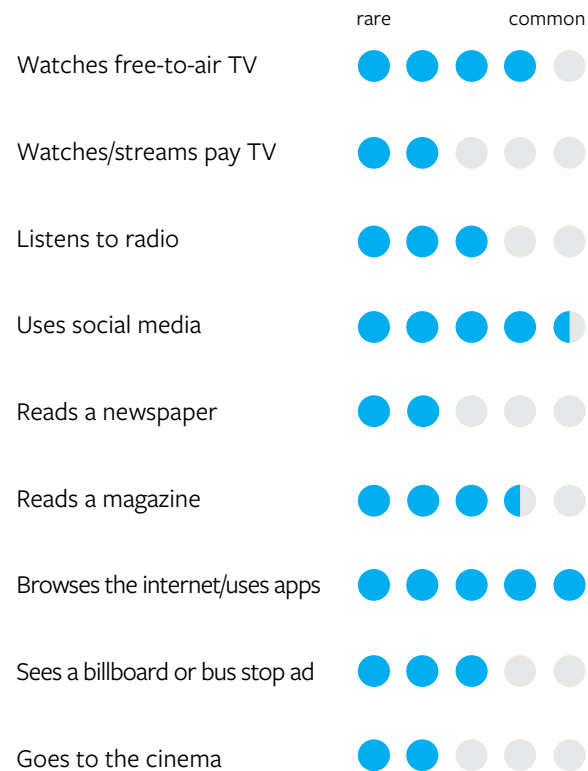 rare common
Watches free-to-air TV
Watches/streams pay TV
Listens to radio
Uses social media
Reads a newspaper
Reads a magazine
Browses the internet/uses apps
Sees a billboard or bus stop ad
Goes to the cinema